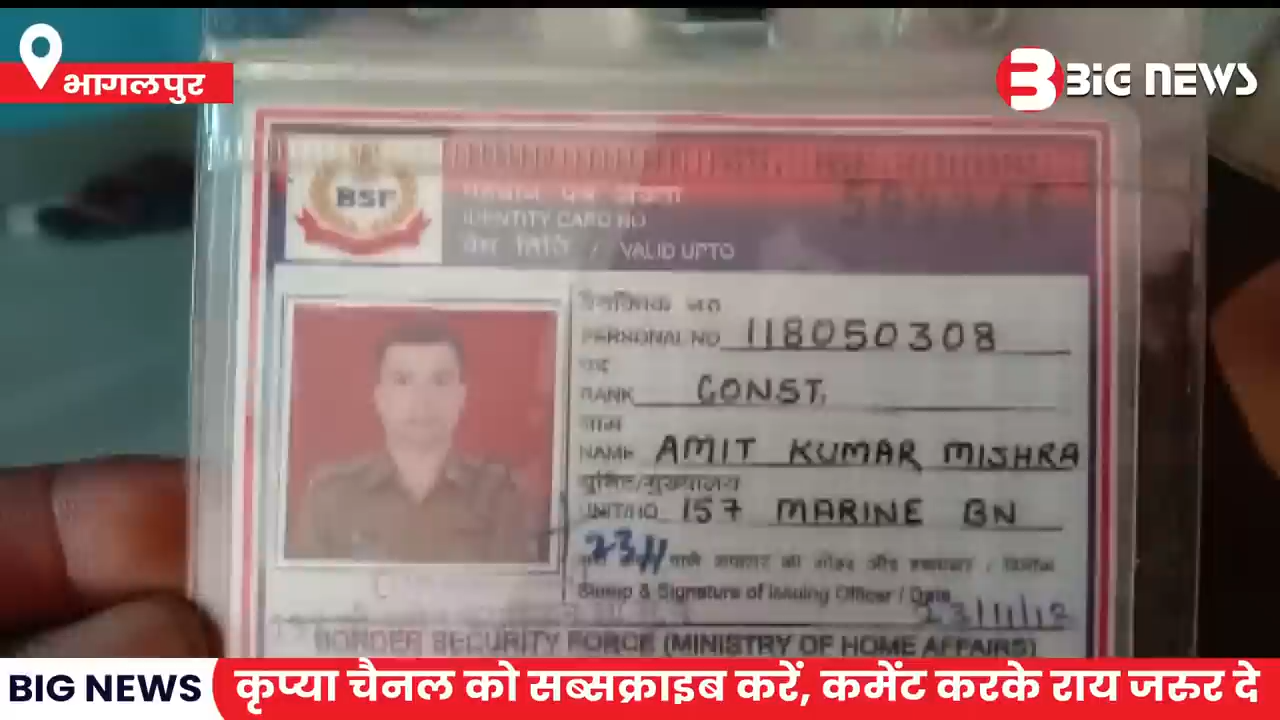 भागलपुर
BIG NEWS
BSF
IDENTITY CARD NO
/ VALID UPTO
PERSONAL NO 118050308
RANK CONST.
नाम
NAME AMIT KUMAR MISHRA
यूनिट/मुख्यालय
UNIT/HQ 157 MARINE BN
Stamp & Signature of Issuing Officer / Date
BORDER SECURITY FORCE (MINISTRY OF HOME AFFAIRS)
BIG NEWS
कृप्या चैनल को सब्सक्राइब करें, कमेंट करके राय जरुर दे